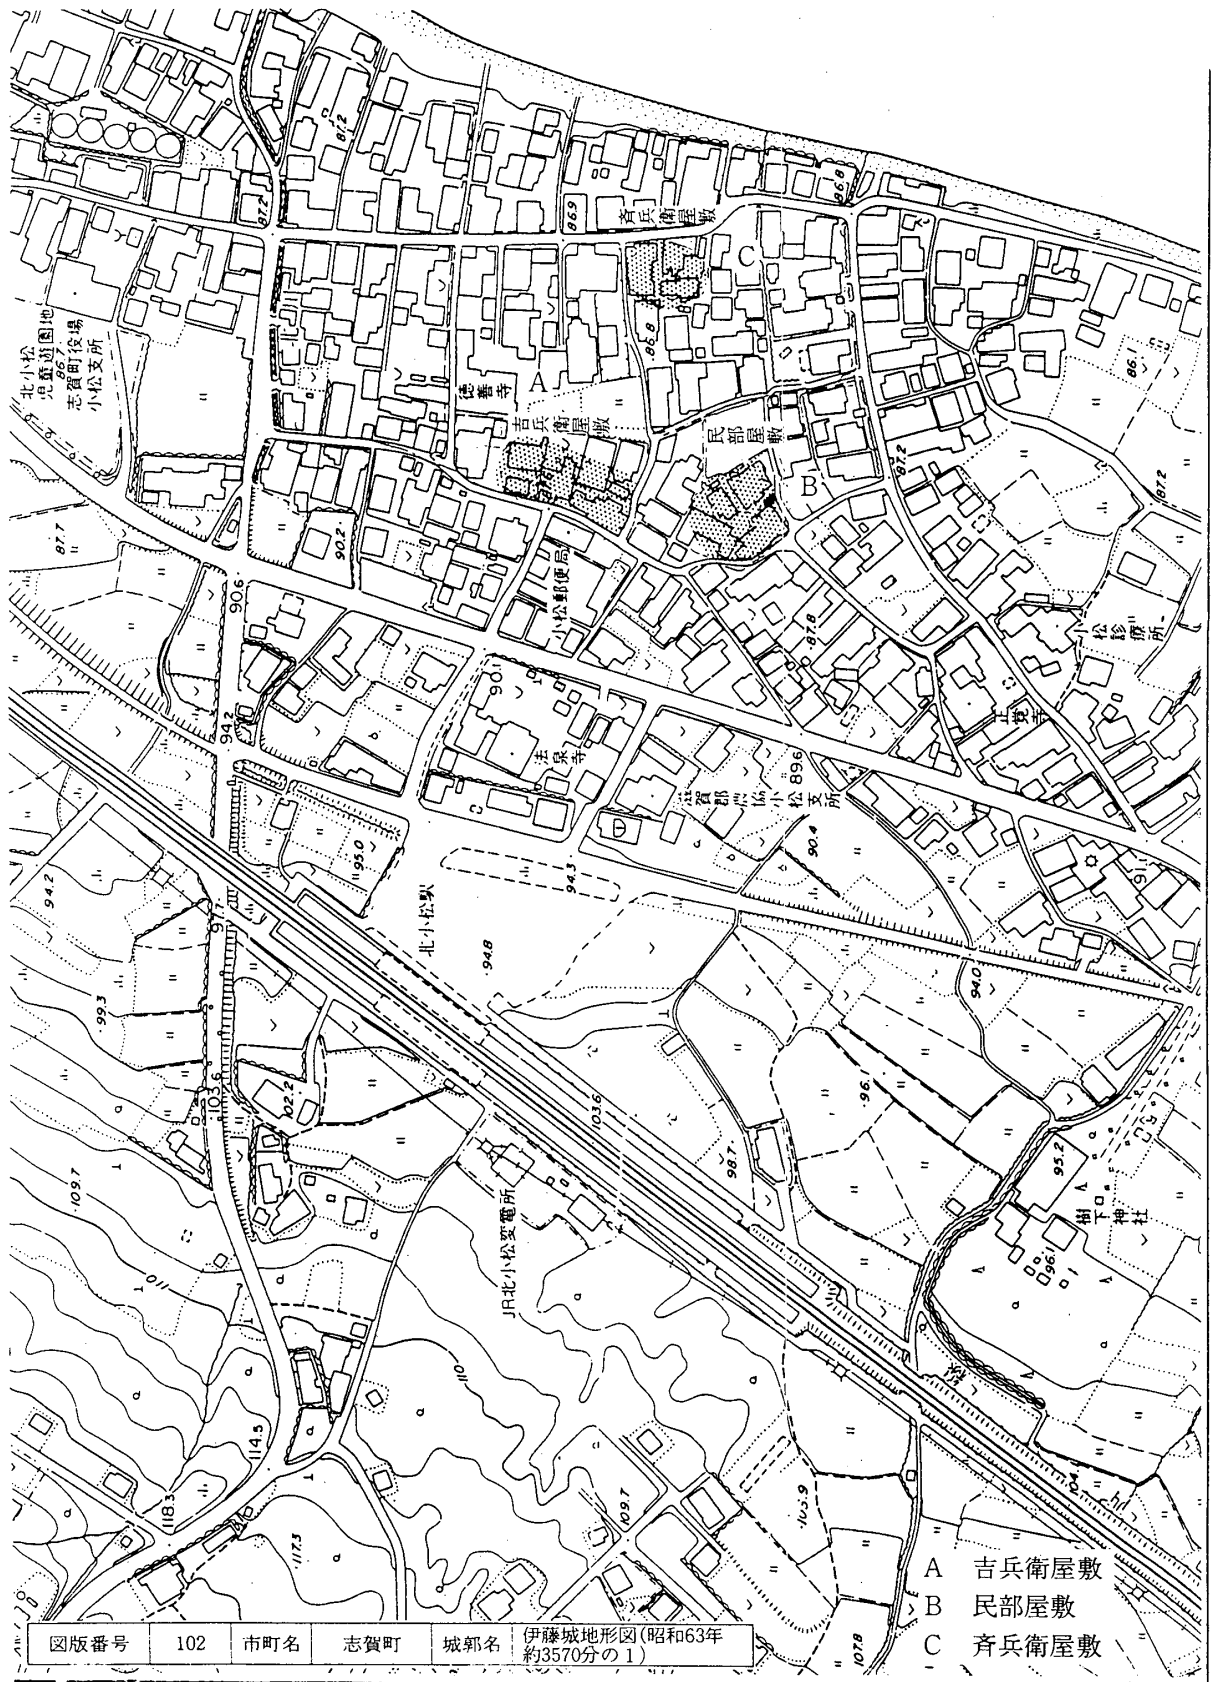 87.2
86.8
87.2
86.9
斉兵衛屋敷
C
北小松
児童遊園地
86.7
志賀町役場
小松支所
86.8
86.1
徳善寺
A
吉兵衛屋敷
民部屋敷
B
87.2
87.2
87.7
90.2
90.6
小松郵便局
87.8
小松診療所
90.1
94.2
法泉寺
正覚寺
89.6
滋賀郡農協小松支所
95.0
90.4
94.3
91.1
94.2
97.7
北小松駅
94.8
94.0
99.3
103.6
102.2
103.6
96.1
98.7
95.2
109.7
樹下神社
96.1
JR北小松変電所
110
110
114.5
118.3
117.3
109.7
105.9
104.1
107.8
A 吉兵衛屋敷
B 民部屋敷
C 斉兵衛屋敷
図版番号 102 市町名 志賀町 城郭名 伊藤城地形図(昭和63年
約3570分の1)